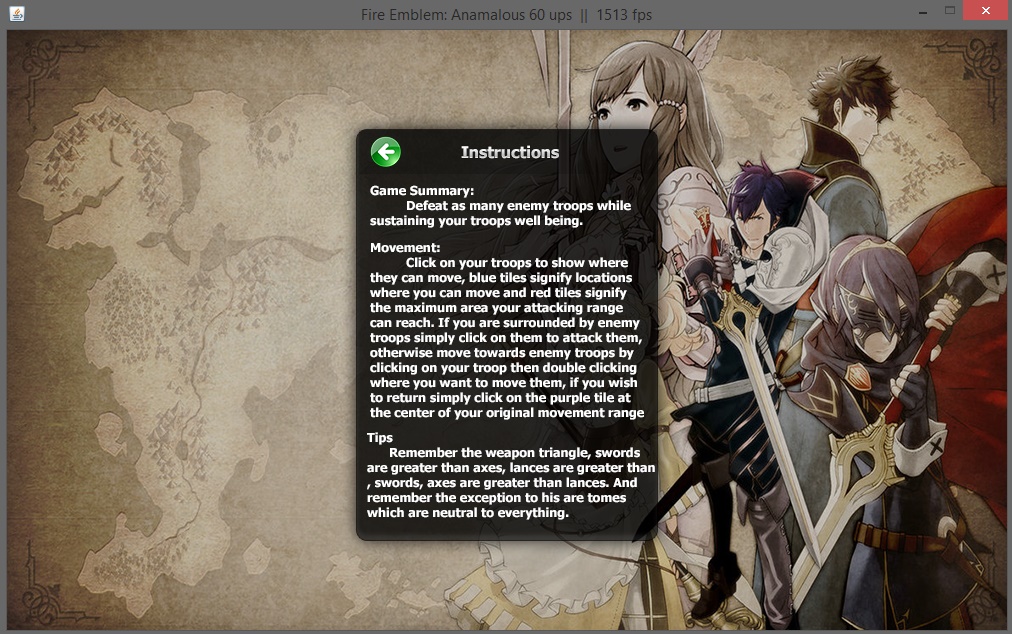 Fire Emblem: Anamalous 60 ups || 1513 fps
Instructions
Game Summary:
Defeat as many enemy troops while
sustaining your troops well being.
Movement:
Click on your troops to show where
they can move, blue tiles signify locations
where you can move and red tiles signify
the maximum area your attacking range
can reach. If you are surrounded by enemy
troops simply click on them to attack them,
otherwise move towards enemy troops by
clicking on your troop then double clicking
where you want to move them, if you wish
to return simply click on the purple tile at
the center of your original movement range
Tips
Remember the weapon triangle, swords
are greater than axes, lances are greater than
, swords, axes are greater than lances. And
remember the exception to his are tomes
which are neutral to everything.